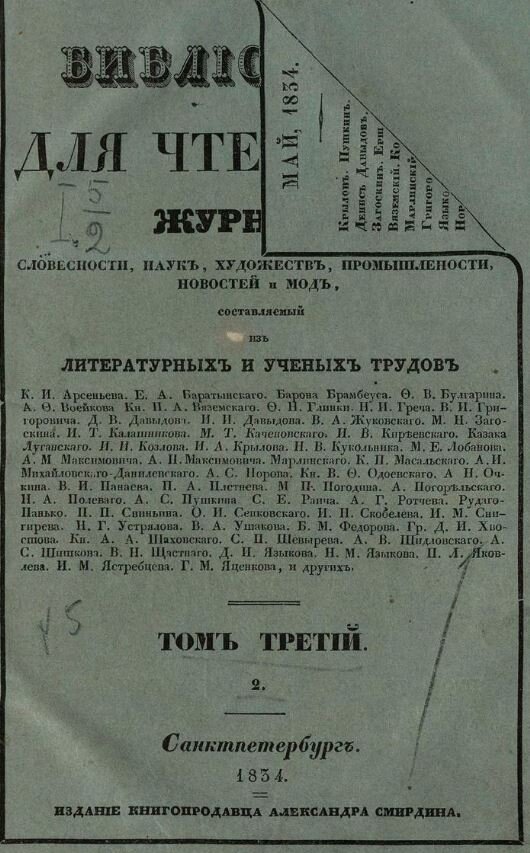 БИБЛІО
ДЛЯ ЧТЕ
ЖУРН
СЛОВЕСНОСТИ, НАУКЪ, ХУДОЖЕСТВЪ, ПРОМЫШЛЕНОСТИ,
НОВОСТЕЙ и МОДЪ,
составляемый
изъ
ЛИТЕРАТУРНЫХЪ И УЧЕНЫХЪ ТРУДОВЪ
К. И. Арсеньева. Е. А. Баратынскаго. Барона Брамбеуса. Ѳ. В. Булгарина.
А. Ѳ. Воейкова Кн. П. А. Вяземскаго. Ѳ. Н. Глинки. Н. И. Греча. В. И. Гри-
горовича. Д. В. Давыдова. И. И. Давыдова. В. А. Жуковскаго. М. Н. Заго-
скина. И. Т. Калашникова. М. Т. Каченовскаго. И. В. Кирѣевскаго. Казака
Луганскаго. И. И. Козлова. И. А. Крылова. Н. В. Кукольника. М. Е. Лобанова.
А. М. Максимовича. А. Н. Максимовича. Марлинскаго. К. П. Масальскаго. А. И.
Михайловскаго-Данилевскаго. А. С. Норова. Кн. В. Ѳ. Одоевскаго. А. Н. Оч-
кина. В. И. Панаева. П. А. Плетнева. М П. Погодина. А. Погорѣльскаго
Н. А. Полеваго. А. С. Пушкина С. Е. Раича. А. Г. Ротчева. Рудаго-
Панько. П. П. Свиньина. О. И. Сенковскаго. И. Н. Скобелева. И. М. Сни-
гирева. Н, Г. Устрялова. В. А. Ушакова. Б. М. Федорова. Гр. Д. И. Хво-
стова. Кн. А. А. Шаховскаго. С. П. Шевырева. А. В. Шидловскаго. А.
С. Шишкова. В. Н. Щастнаго. Д. И. Языкова. Н. М. Языкова. П. Л. Яков-
лева. И. М. Ястребцева. Г. М. Яценкова, и другихъ.
ТОМЪ ТРЕТІЙ.
2.
Санктпетербургъ.
1834.
ИЗДАНІЕ КНИГОПРОДАВЦА АЛЕКСАНДРА СМИРДИНА.
МАЙ, 1834.
Крыловъ. Пушкинъ.
Денисъ Давыдовъ.
Загоскинъ. Ерш
Вяземскій. Ко
Марлинскій
Григоро
Языко
Нор
I 5
2